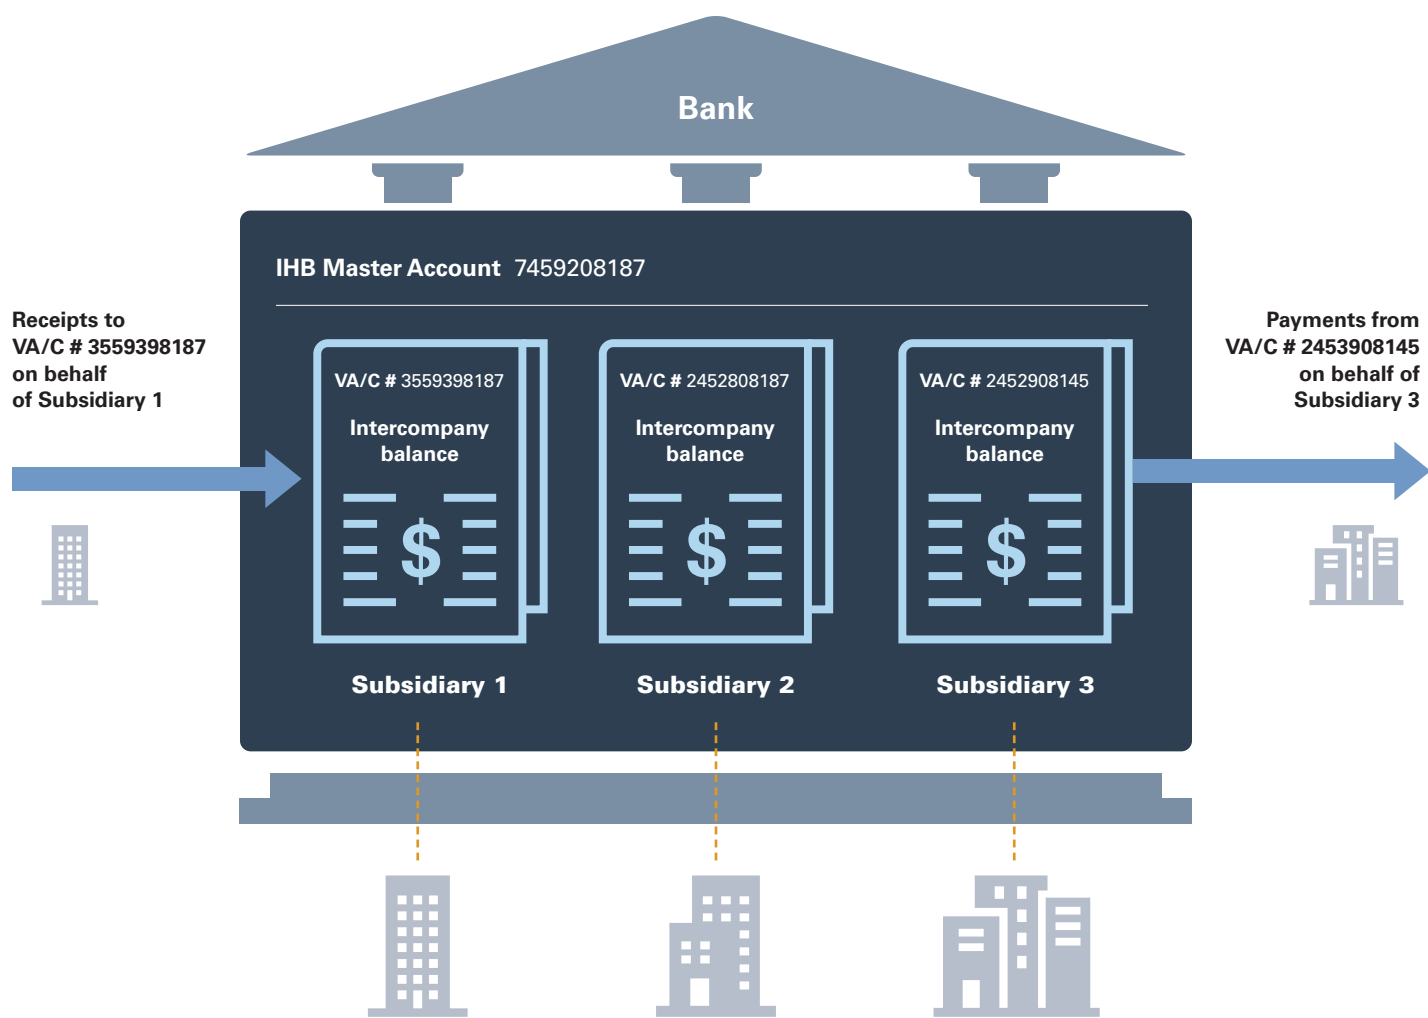 Bank
IHB Master Account 7459208187
Receipts to
VA/C # 3559398187
on behalf
of Subsidiary 1
VA/C # 3559398187
Intercompany
balance
$
Subsidiary 1
VA/C # 2452808187
Intercompany
balance
$
Subsidiary 2
VA/C # 2452908145
Intercompany
balance
$
Subsidiary 3
Payments from
VA/C # 2453908145
on behalf of
Subsidiary 3